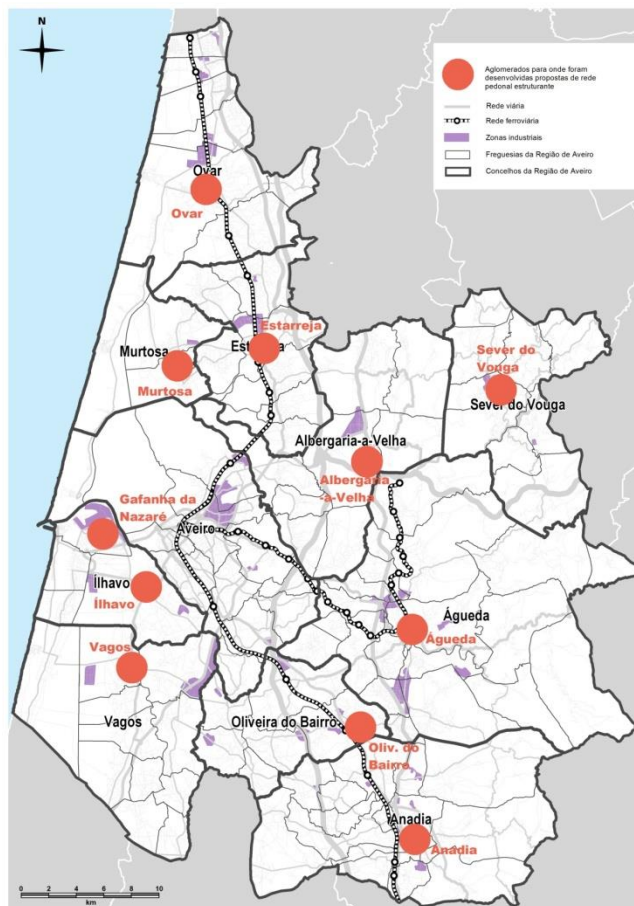 N
Aglomerados para onde foram
desenvolvidas propostas de rede
pedonal estruturante
Rede viária
Rede ferroviária
Zonas industriais
Freguesias da Região de Aveiro
Concelhos da Região de Aveiro
Ovar
Ovar
Estarreja
Murtosa
Murtosa
Sever do
Vouga
Sever do Vouga
Albergaria-a-Velha
Albergaria
-a-Velha
Gafanha da
Nazaré
Aveiro
Ílhavo
Ílhavo
Águeda
Águeda
Vagos
Vagos
Oliveira do Bairro
Oliv. do
Bairro
Anadia
Anadia
0 2 4 6 8 10
km